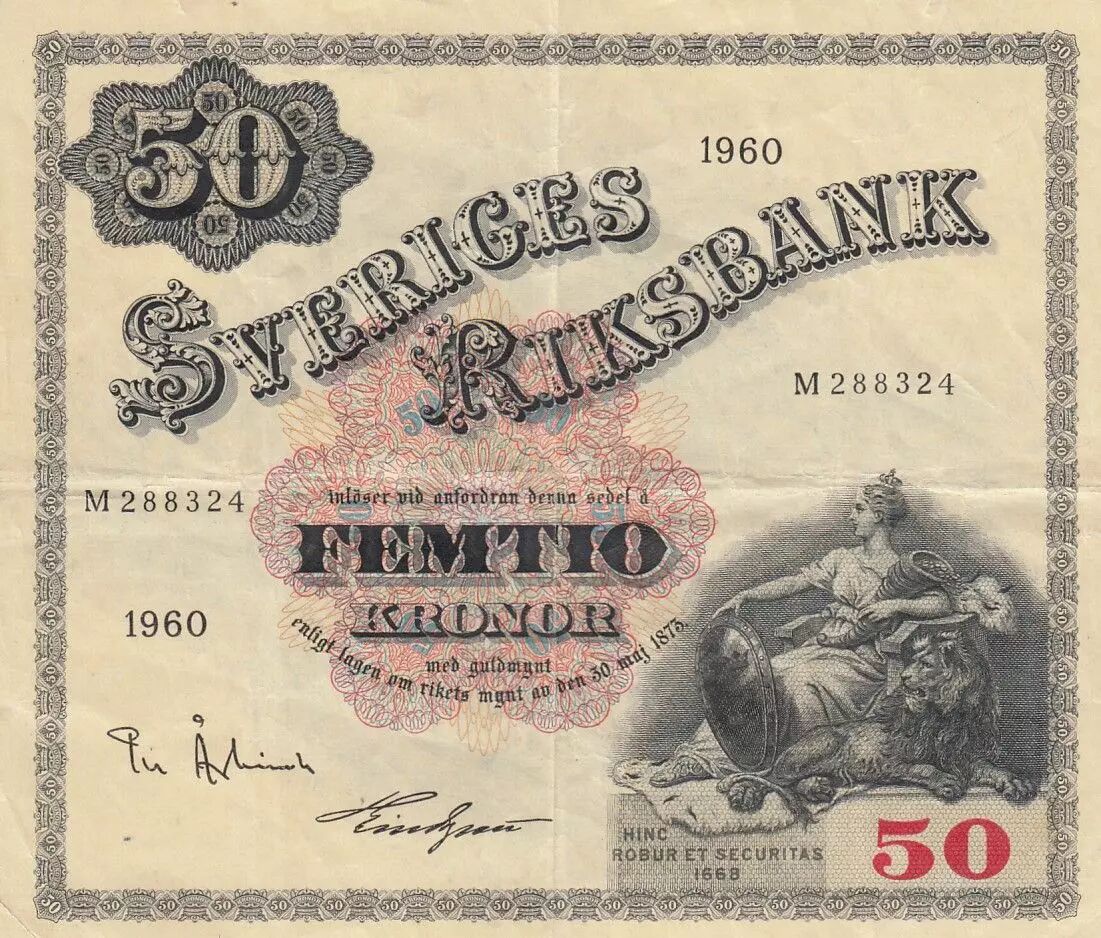 50
1960
SVERIGES
RIKSBANK
M 288324
M 288324
inlöser vid anfordran denna sedel å
FEMTIO
KRONOR
1960
med guldmynt
enligt lagen om rikets mynt av den 30 maj 1873.
HINC
ROBUR ET SECURITAS
1668
50